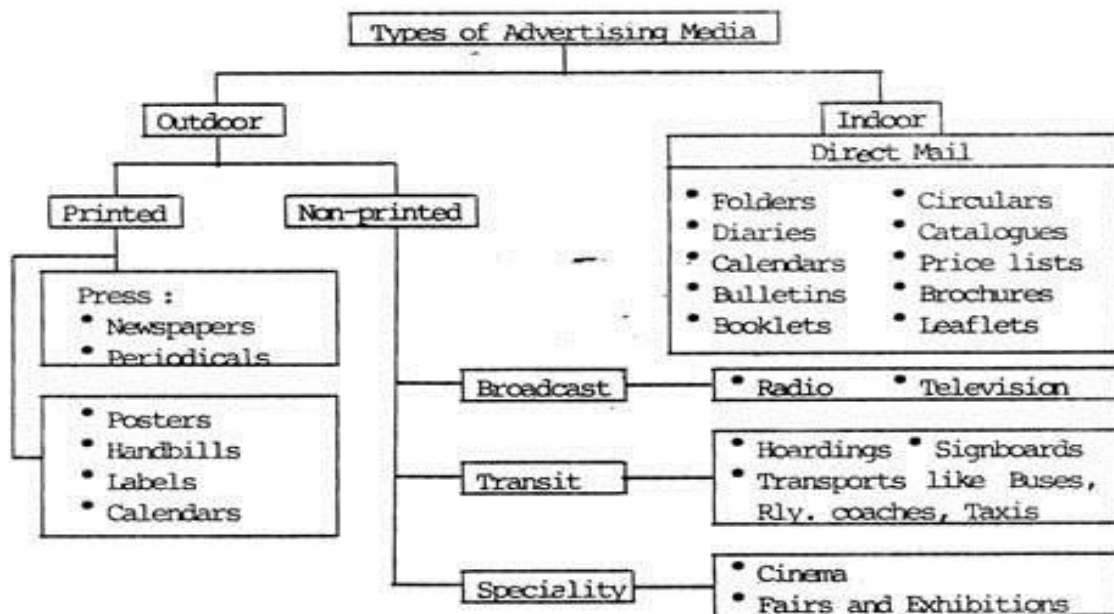 Types of Advertising Media
Outdoor
Indoor
Direct Mail
• Folders
• Diaries
• Calendars
• Bulletins
• Booklets
• Circulars
• Catalogues
• Price lists
• Brochures
• Leaflets
Printed
Non-printed
Press :
• Newspapers
• Periodicals
• Posters
• Handbills
• Labels
• Calendars
Broadcast
• Radio • Television
Transit
• Hoardings • Signboards
• Transports like Buses,
Rly. coaches, Taxis
Speciality
• Cinema
• Fairs and Exhibitions